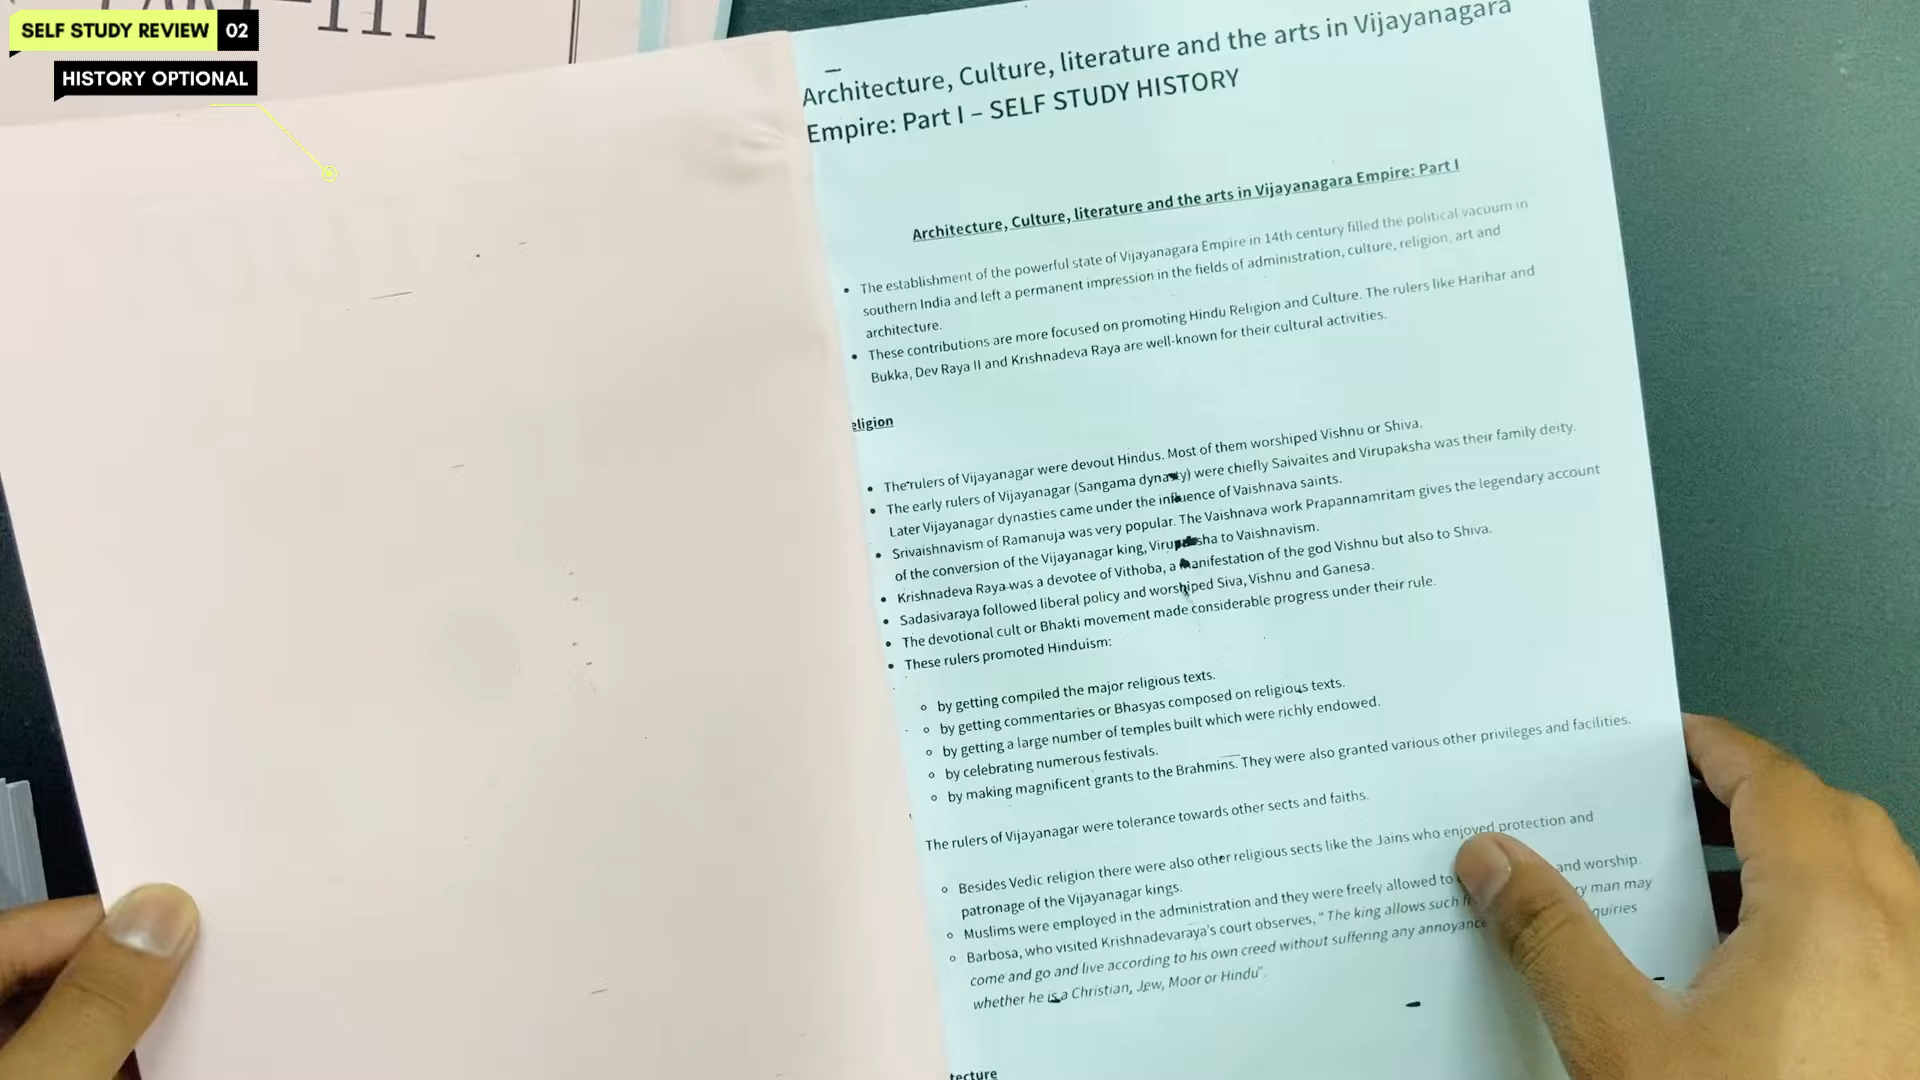 SELF STUDY REVIEW 02
HISTORY OPTIONAL
Architecture, Culture, literature and the arts in Vijayanagara
Empire: Part I – SELF STUDY HISTORY
Architecture, Culture, literature and the arts in Vijayanagara Empire: Part I
• The establishment of the powerful state of Vijayanagara Empire in 14th century filled the political vacuum in
southern India and left a permanent impression in the fields of administration, culture, religion, art and
architecture.
• These contributions are more focused on promoting Hindu Religion and Culture. The rulers like Harihar and
Bukka, Dev Raya II and Krishnadeva Raya are well-known for their cultural activities.
eligion
• The rulers of Vijayanagar were devout Hindus. Most of them worshiped Vishnu or Shiva.
• The early rulers of Vijayanagar (Sangama dynasty) were chiefly Saivaites and Virupaksha was their family deity.
Later Vijayanagar dynasties came under the influence of Vaishnava saints.
• Srivaishnavism of Ramanuja was very popular. The Vaishnava work Prapannamritam gives the legendary account
of the conversion of the Vijayanagar king, Virupaksha to Vaishnavism.
• Krishnadeva Raya was a devotee of Vithoba, a manifestation of the god Vishnu but also to Shiva.
• Sadasivaraya followed liberal policy and worshiped Siva, Vishnu and Ganesa.
• The devotional cult or Bhakti movement made considerable progress under their rule.
• These rulers promoted Hinduism:
○ by getting compiled the major religious texts.
○ by getting commentaries or Bhasyas composed on religious texts.
○ by getting a large number of temples built which were richly endowed.
○ by celebrating numerous festivals.
○ by making magnificent grants to the Brahmins. They were also granted various other privileges and facilities.
The rulers of Vijayanagar were tolerance towards other sects and faiths.
○ Besides Vedic religion there were also other religious sects like the Jains who enjoyed protection and
patronage of the Vijayanagar kings.
○ Muslims were employed in the administration and they were freely allowed to and worship.
○ Barbosa, who visited Krishnadevaraya's court observes, " The king allows such man may
come and go and live according to his own creed without suffering any annoyance quiries
whether he is a Christian, Jew, Moor or Hindu".
tecture